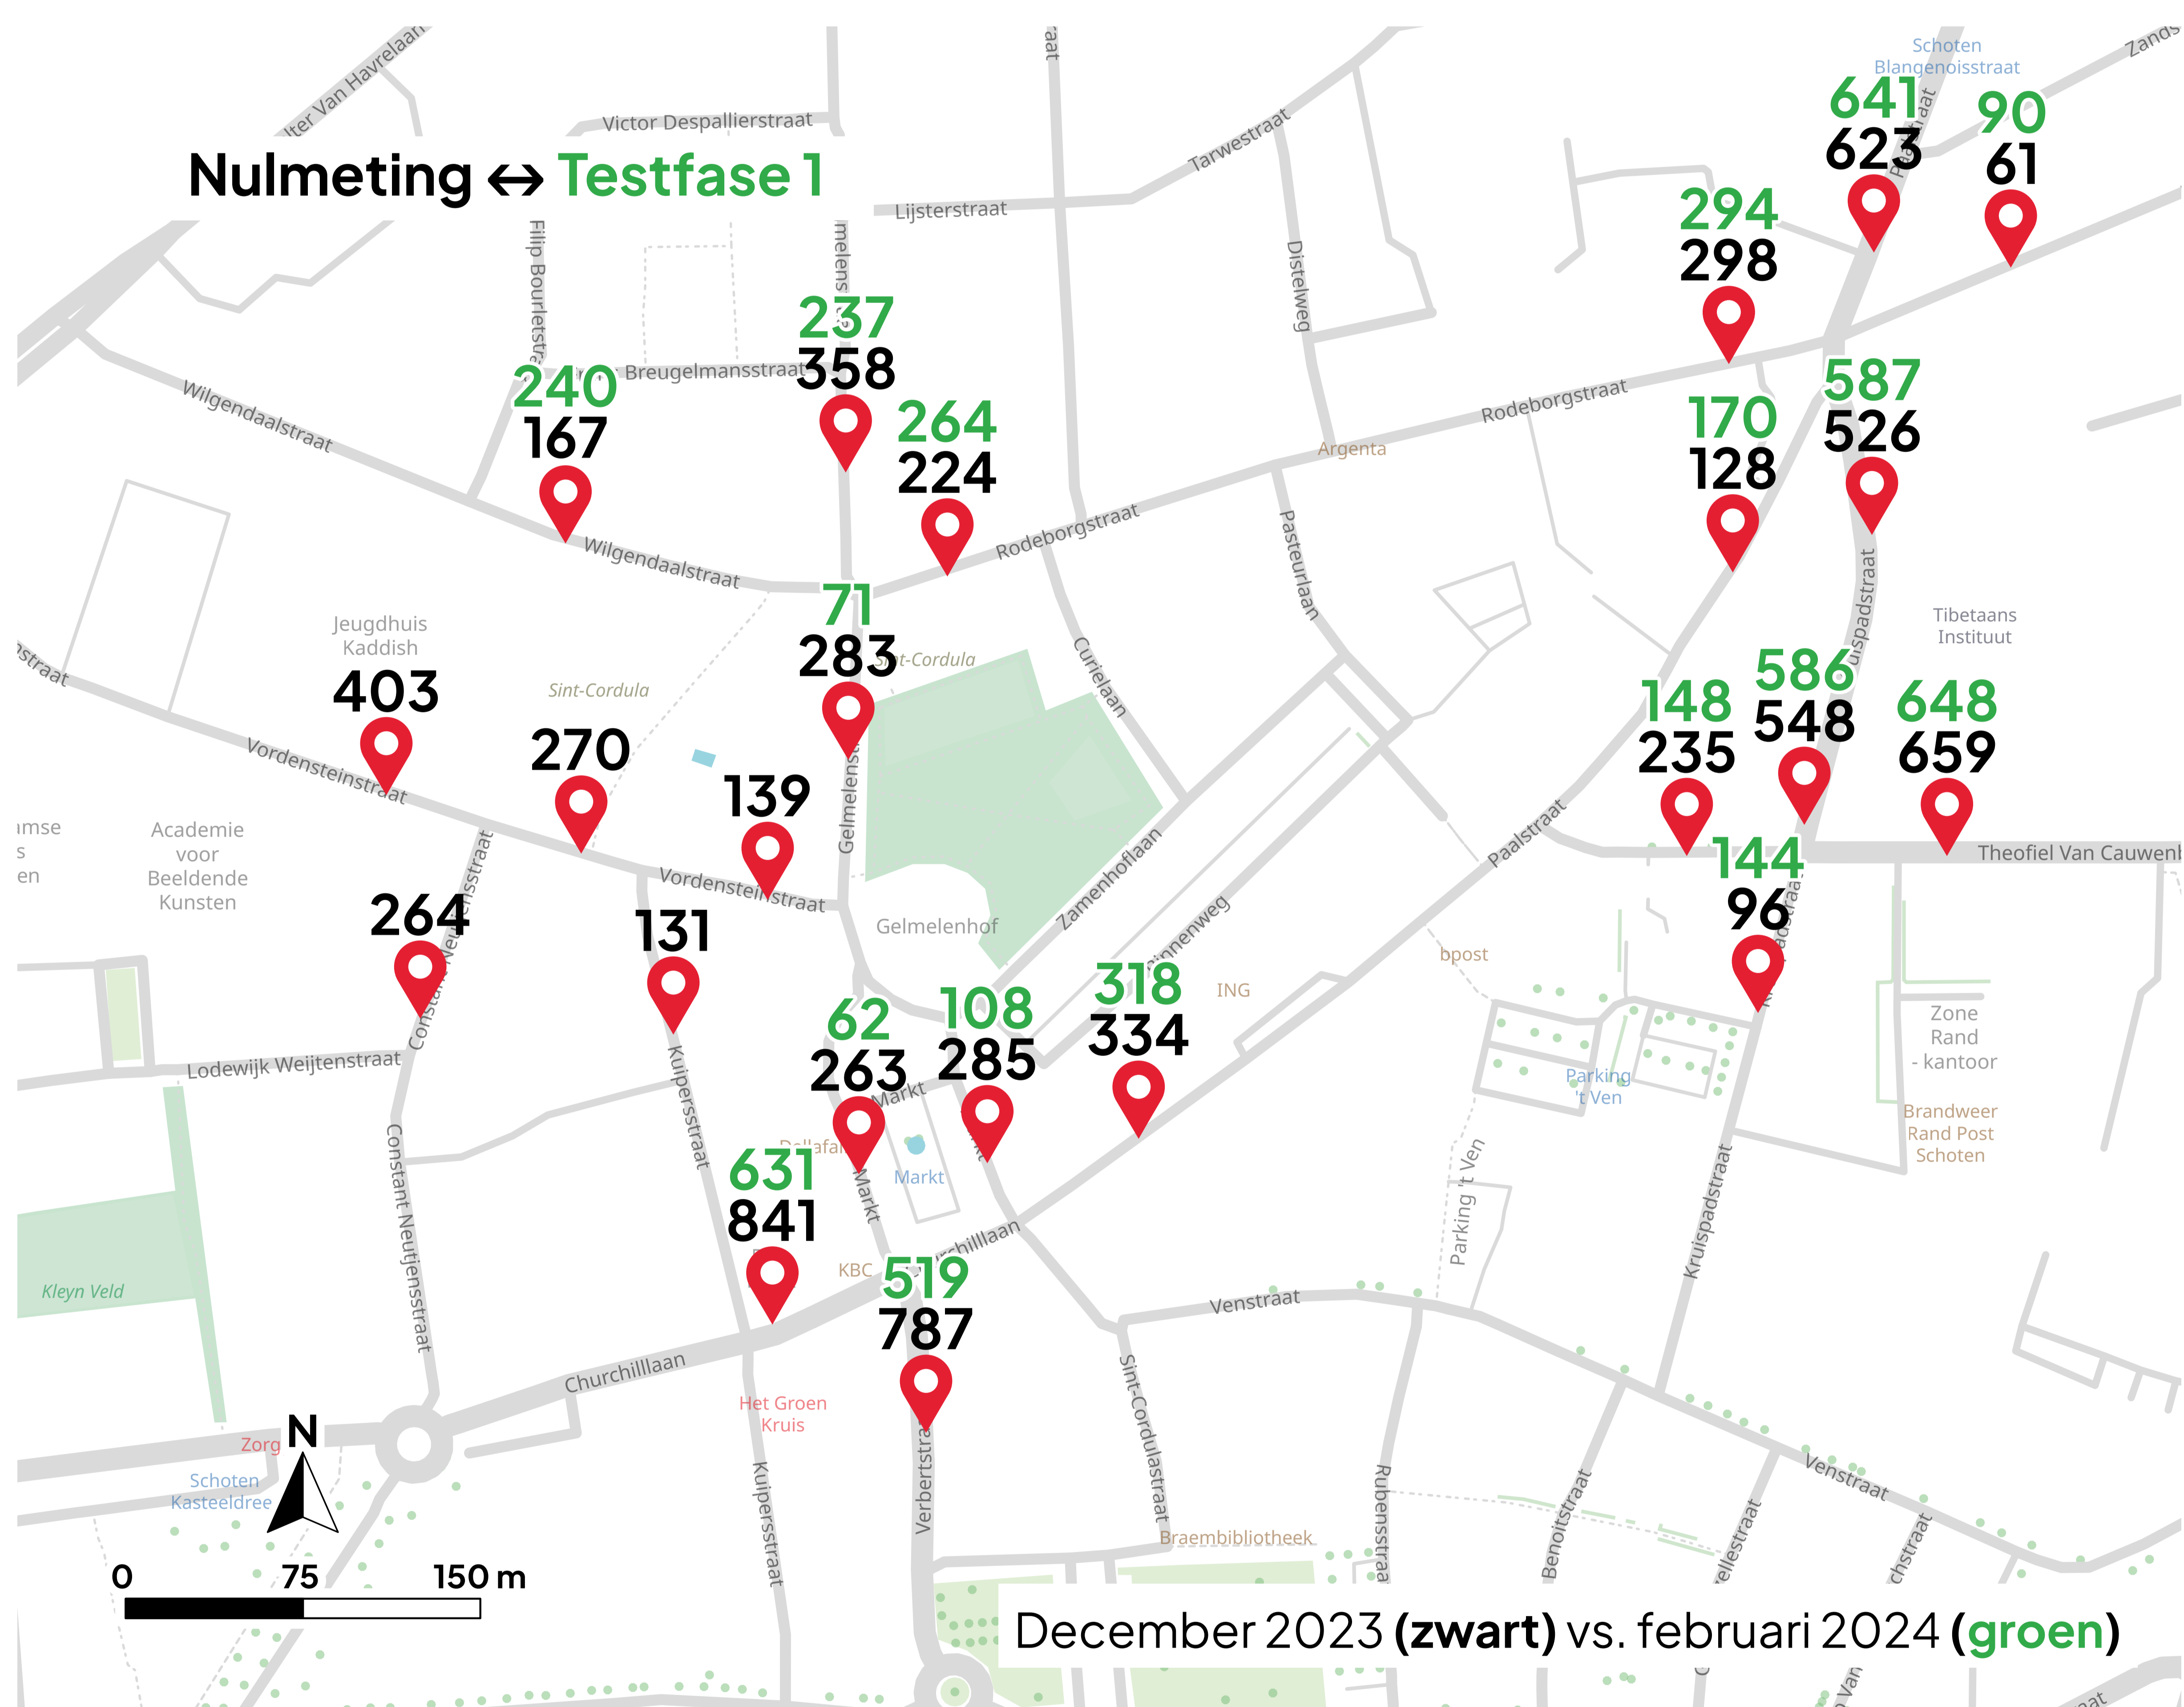 Schoten
Blangenoisstraat
Victor Despallierstraat
Nulmeting ↔ Testfase 1
Tarwestraat
Lijsterstraat
641
623
90
61
294
298
Filip
Distelweg
237
358
Breugelmansstraat
240
167
264
224
Wilgendaalstraat
Argenta
Rodeborgstraat
587
526
170
128
Wilgendaalstraat
Rodeborgstraat
Pasteurlaan
Jeugdhuis
Kaddish
71
283
Sint-Cordula
Sint-Cordula
Curielaan
Tibetaans
Instituut
403
270
139
Vordensteinstraat
148
235
586
548
648
659
Academie
voor
Beeldende
Kunsten
Vordensteinstraat
Zamenhoflaan
Paalstraat
Theofiel Van
144
96
264
131
Gelmelenhof
bpost
ING
Lodewijk Weijtenstraat
Kuipersstraat
62
263
108
285
318
334
Markt
Markt
Markt
Parking
't Ven
Parking 't Ven
Zone
Rand
- kantoor
Brandweer
Rand Post
Schoten
Constant Neutjensstraat
631
841
KBC
519
787
Kruispadstraat
Venstraat
Kleyn Veld
Churchilllaan
Het Groen
Kruis
Sint-Cordulastraat
Venstraat
Zorg
N
Schoten
Kuipersstraat
Braembibliotheek
Benoitstraat
0 75 150 m
December 2023 (zwart) vs. februari 2024 (groen)